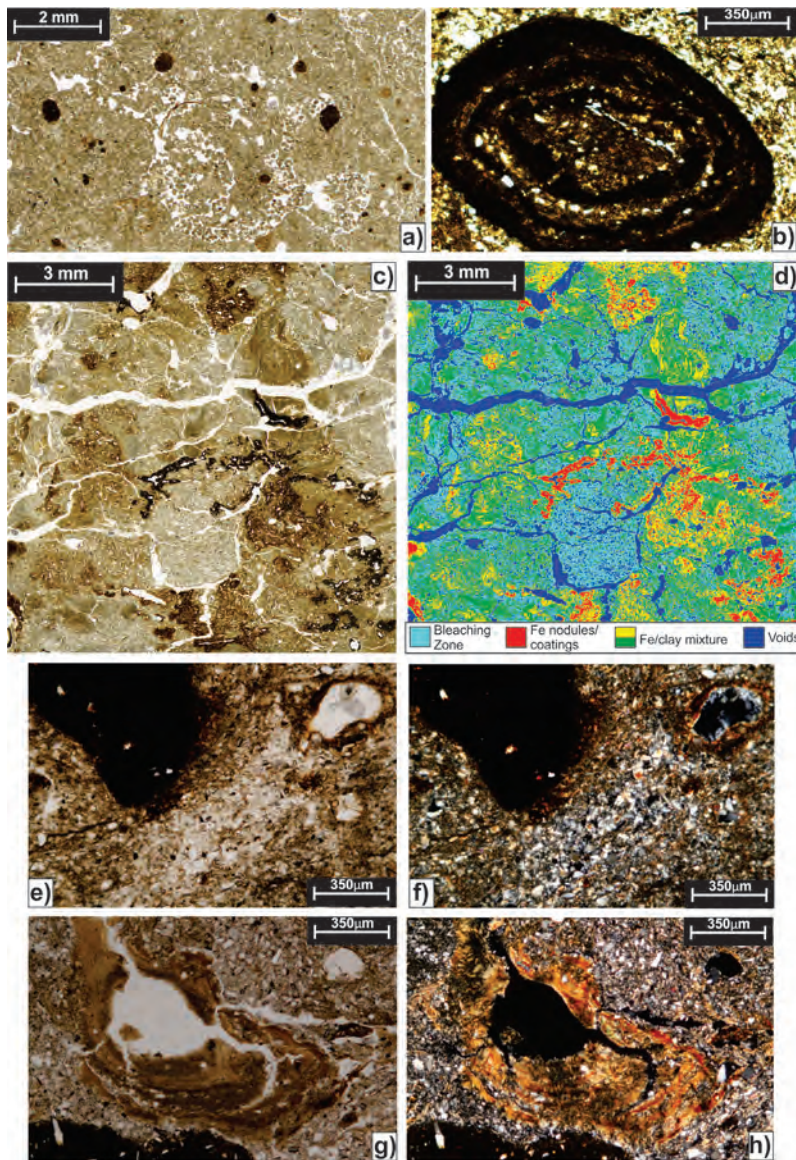 2 mm
350µm
a)
b)
3 mm
c)
3 mm
d)
Bleaching Zone
Fe nodules/ coatings
Fe/clay mixture
Voids
e)
350µm
f)
350µm
350µm
g)
350µm
h)